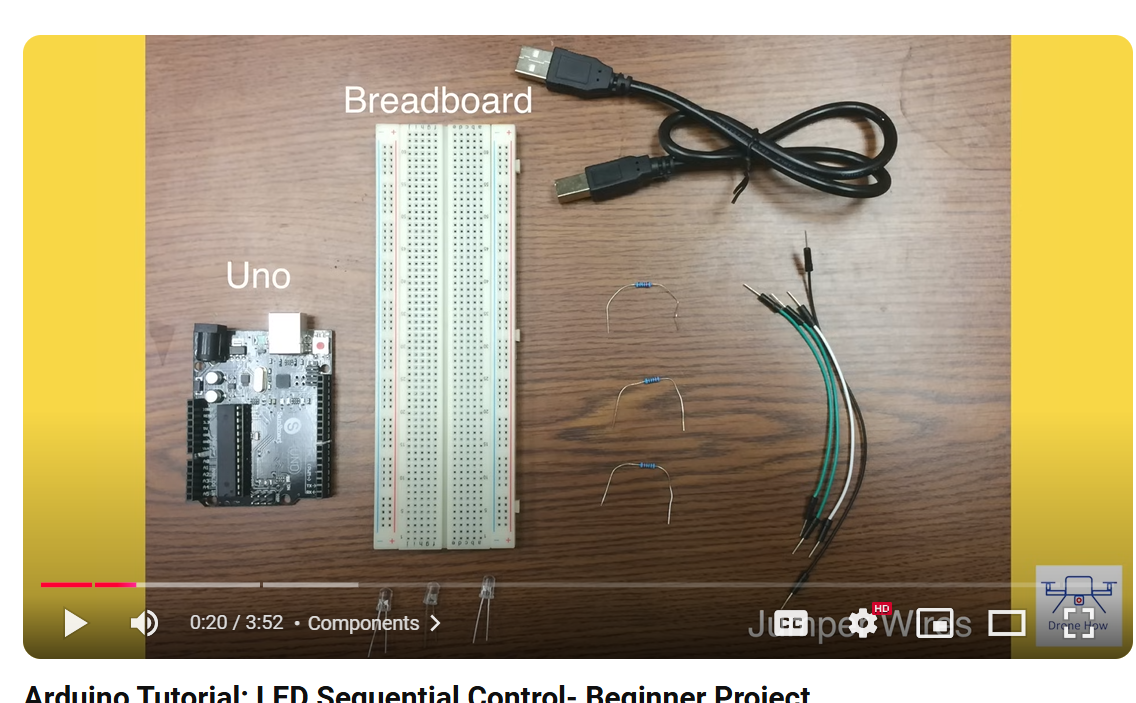 Breadboard
Uno
HD
0:20 / 3:52 • Components
CC
Jumper Wires
Drone How
Arduino Tutorial: LED Sequential Control- Beginner Project